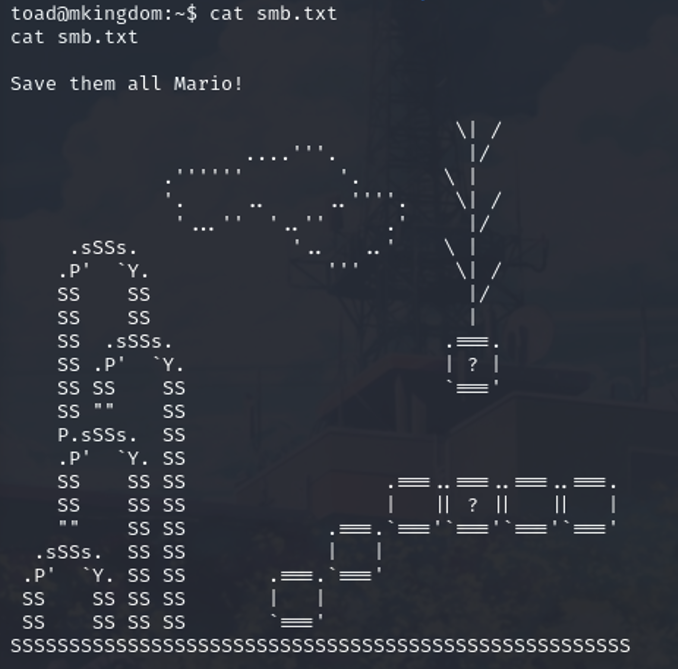 toad@mkingdom:~$ cat smb.txt
cat smb.txt

Save them all Mario!

                                      \| /
                    ....'''.           |/
             .''''''        '.       \ |
             '.     ..     ..''''.    \| /
              ' ... ''  ' .. ''     .'    |/
     .sSSs.             ' ..    ..'  \ |
    .P'  `Y.               '''        \| /
    SS    SS                           |/
    SS    SS                           |
    SS  .sSSs.                       .===.
    SS .P'  `Y.                      | ? |
    SS SS    SS                      `==='
    SS ""    SS
    P.sSSs.  SS
    .P'  `Y. SS
    SS    SS SS                 .===..===..===..===.
    SS    SS SS                 |   || ? ||   ||   |
    ""    SS SS            .===.`==='`==='`==='`==='
  .sSSs.  SS SS            |   |
 .P'  `Y. SS SS       .===.`==='
 SS    SS SS SS       |   |
 SS    SS SS SS       `==='
SSSSSSSSSSSSSSSSSSSSSSSSSSSSSSSSSSSSSSSSSSSSSSSSSSSSS